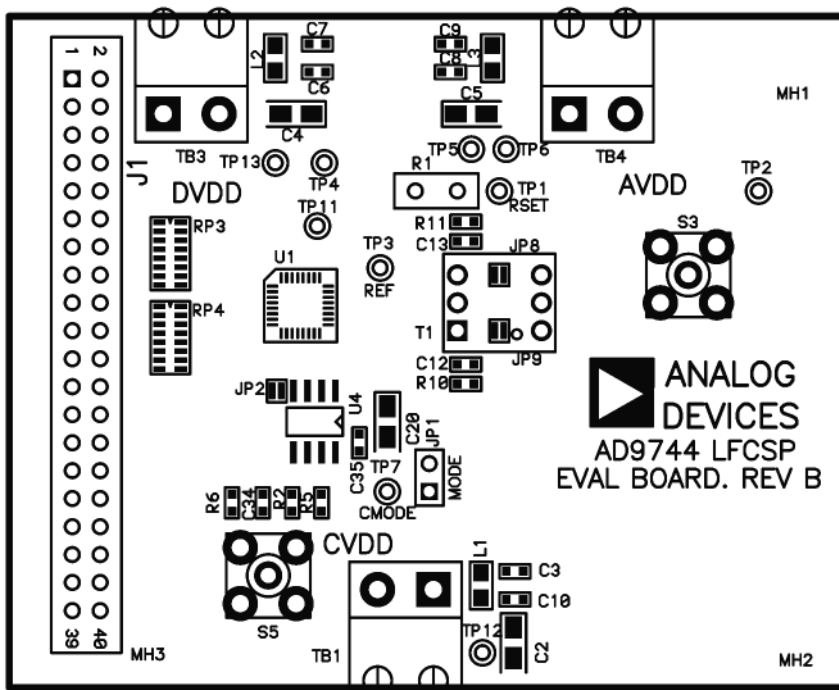 1 2
C7
C9
L2
L3
C6
C8
MH1
C4
C5
TB3
TB4
J1
TP13
TP4
TP5
TP6
DVDD
R1
TP1
RSET
AVDD
TP2
TP11
RP3
R11
C13
JP8
S3
U1
TP3
REF
RP4
T1
JP9
C12
R10
JP2
U4
C20
JP1
ANALOG
DEVICES
AD9744 LFCSP
EVAL BOARD. REV B
C35
TP7
MODE
R6
C34
R2
R5
CMODE
CVDD
L1
C3
C10
S5
39 40
MH3
TB1
TP12
C2
MH2